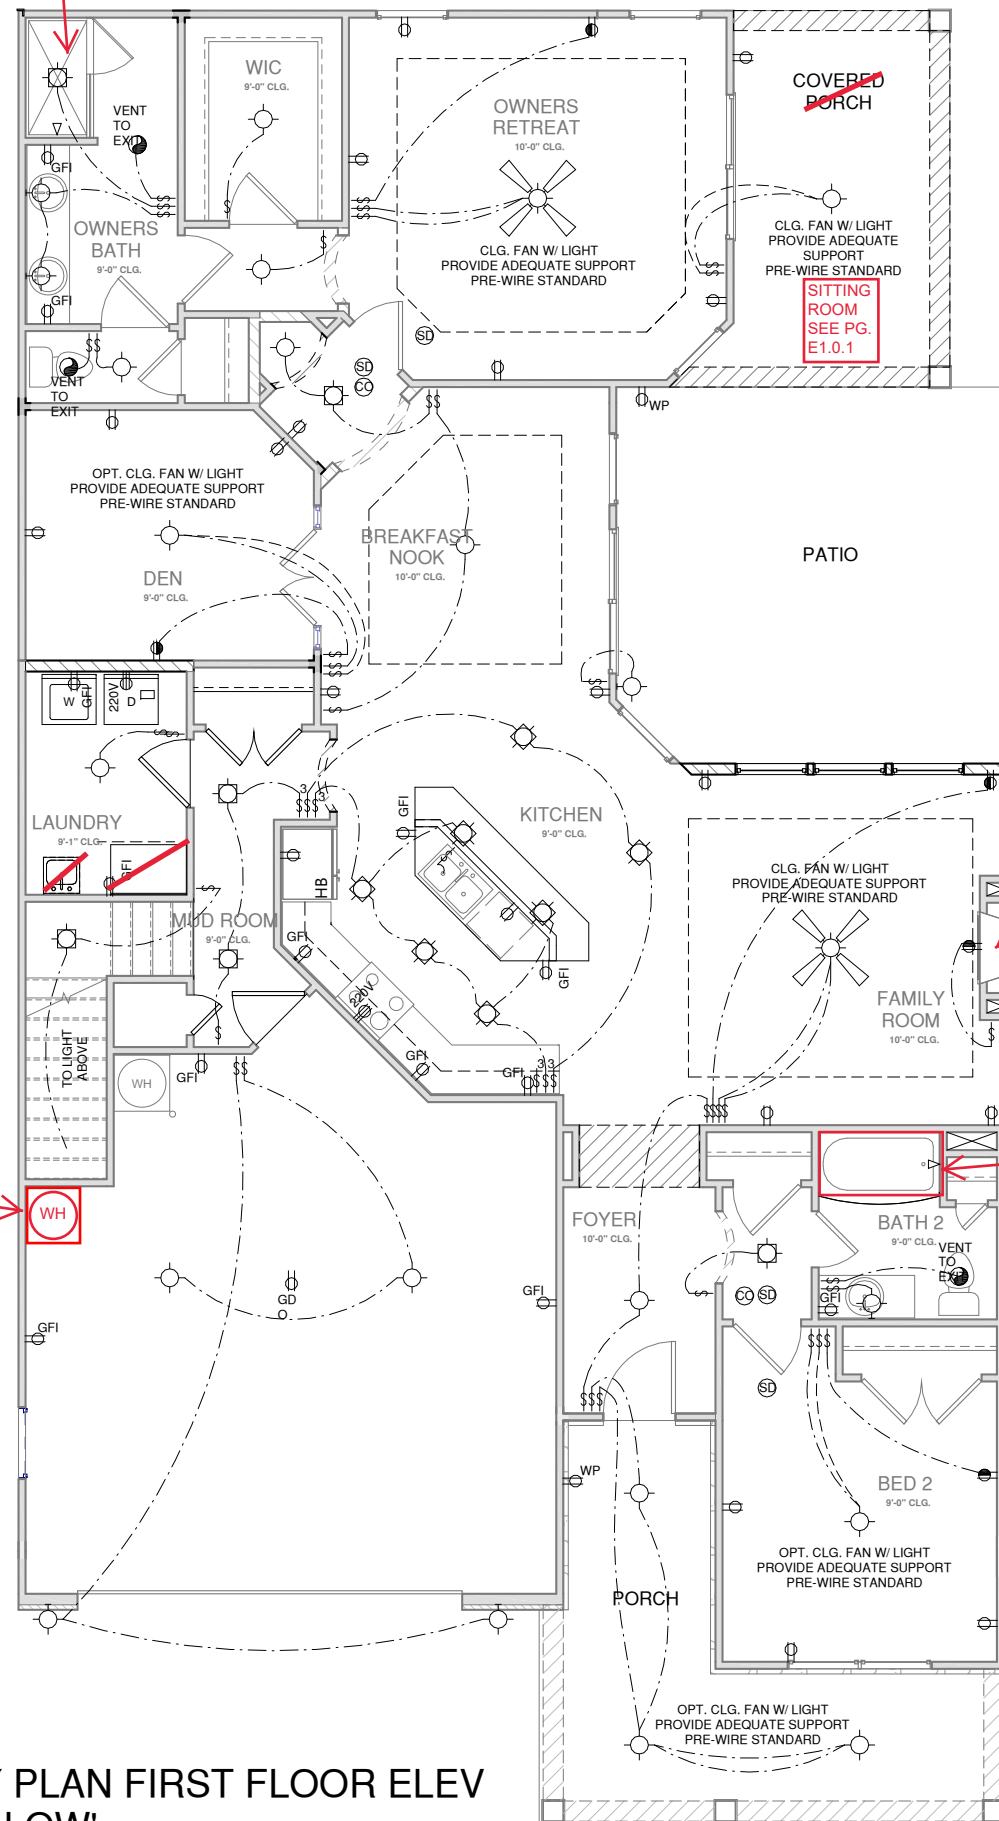 WIC
9'-0" CLG.
VENT
TO
EXIT
GFI
OWNERS
BATH
9'-0" CLG.
GFI
OWNERS
RETREAT
10'-0" CLG.
CLG. FAN W/ LIGHT
PROVIDE ADEQUATE SUPPORT
PRE-WIRE STANDARD
COVERED
PORCH
CLG. FAN W/ LIGHT
PROVIDE ADEQUATE
SUPPORT
PRE-WIRE STANDARD
SITTING
ROOM
SEE PG.
E1.0.1
SD
SD
CO
VENT
TO
EXIT
WP
OPT. CLG. FAN W/ LIGHT
PROVIDE ADEQUATE SUPPORT
PRE-WIRE STANDARD
DEN
9'-0" CLG.
BREAKFAST
NOOK
10'-0" CLG.
PATIO
W
GFI
220V
D
LAUNDRY
9'-1" CLG.
GFI
3
3
GFI
KITCHEN
9'-0" CLG.
HB
MUD ROOM
9'-0" CLG.
GFI
220V
GFI
GFI
3 3
GFI
CLG. FAN W/ LIGHT
PROVIDE ADEQUATE SUPPORT
PRE-WIRE STANDARD
FAMILY
ROOM
10'-0" CLG.
TO LIGHT
ABOVE
WH
GFI
WH
GFI
GD
O
GFI
FOYER
10'-0" CLG.
BATH 2
9'-0" CLG.
VENT
TO
EXIT
GFI
CO SD
SD
WP
BED 2
9'-0" CLG.
OPT. CLG. FAN W/ LIGHT
PROVIDE ADEQUATE SUPPORT
PRE-WIRE STANDARD
PORCH
OPT. CLG. FAN W/ LIGHT
PROVIDE ADEQUATE SUPPORT
PRE-WIRE STANDARD
PLAN FIRST FLOOR ELEV